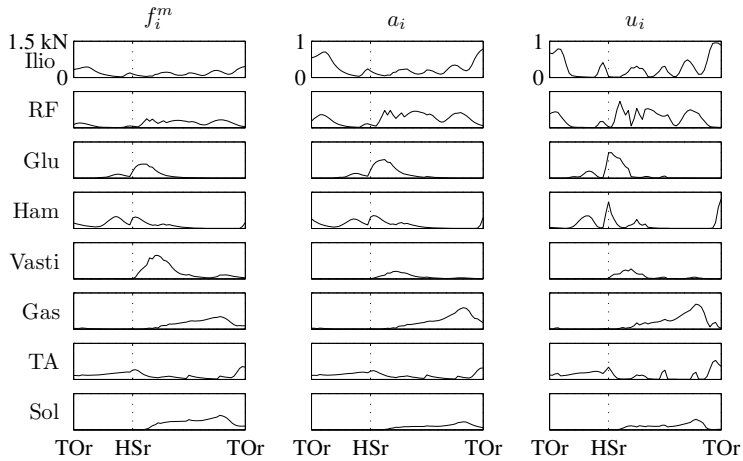 f_i^m a_i u_i
1.5 kN 1 1
Ilio
0 0 0
RF
Glu
Ham
Vasti
Gas
TA
Sol
TOr HSr TOr TOr HSr TOr TOr HSr TOr